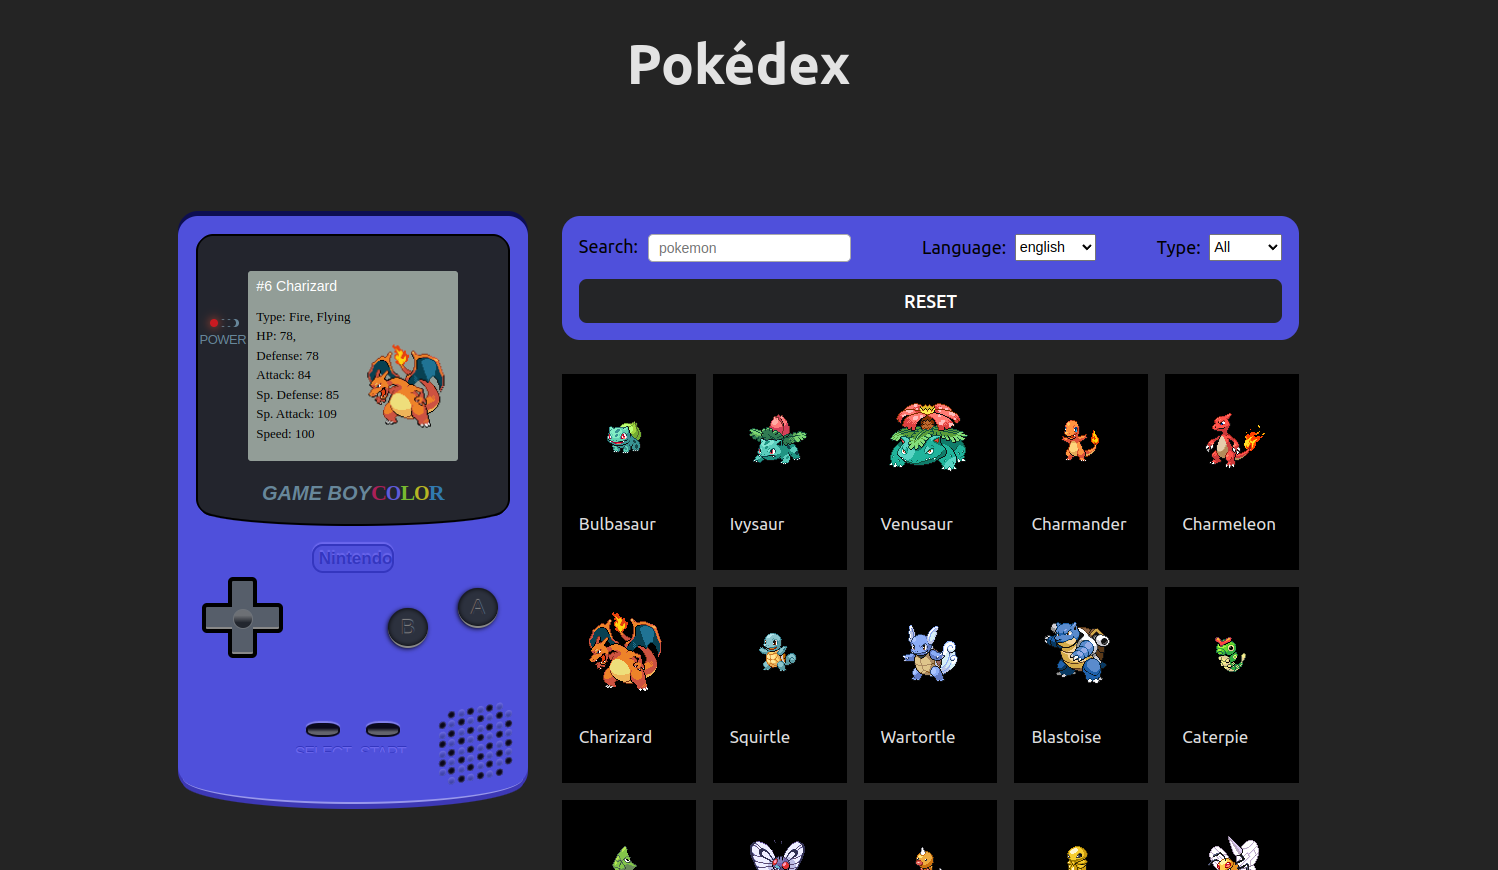 Pokédex
Search: pokemon
Language: english
Type: All
RESET
#6 Charizard
Type: Fire, Flying
HP: 78,
Defense: 78
Attack: 84
Sp. Defense: 85
Sp. Attack: 109
Speed: 100
POWER
GAME BOY COLOR
Nintendo
B
A
SELECT START
Bulbasaur
Ivysaur
Venusaur
Charmander
Charmeleon
Charizard
Squirtle
Wartortle
Blastoise
Caterpie